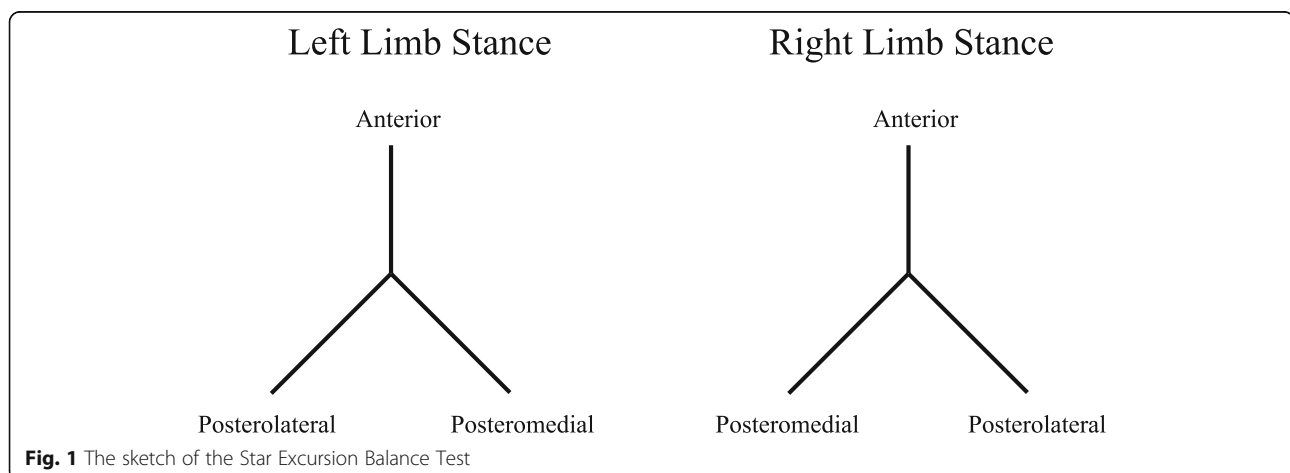 Left Limb Stance
Right Limb Stance
Anterior
Anterior
Posterolateral
Posteromedial
Posteromedial
Posterolateral
Fig. 1 The sketch of the Star Excursion Balance Test